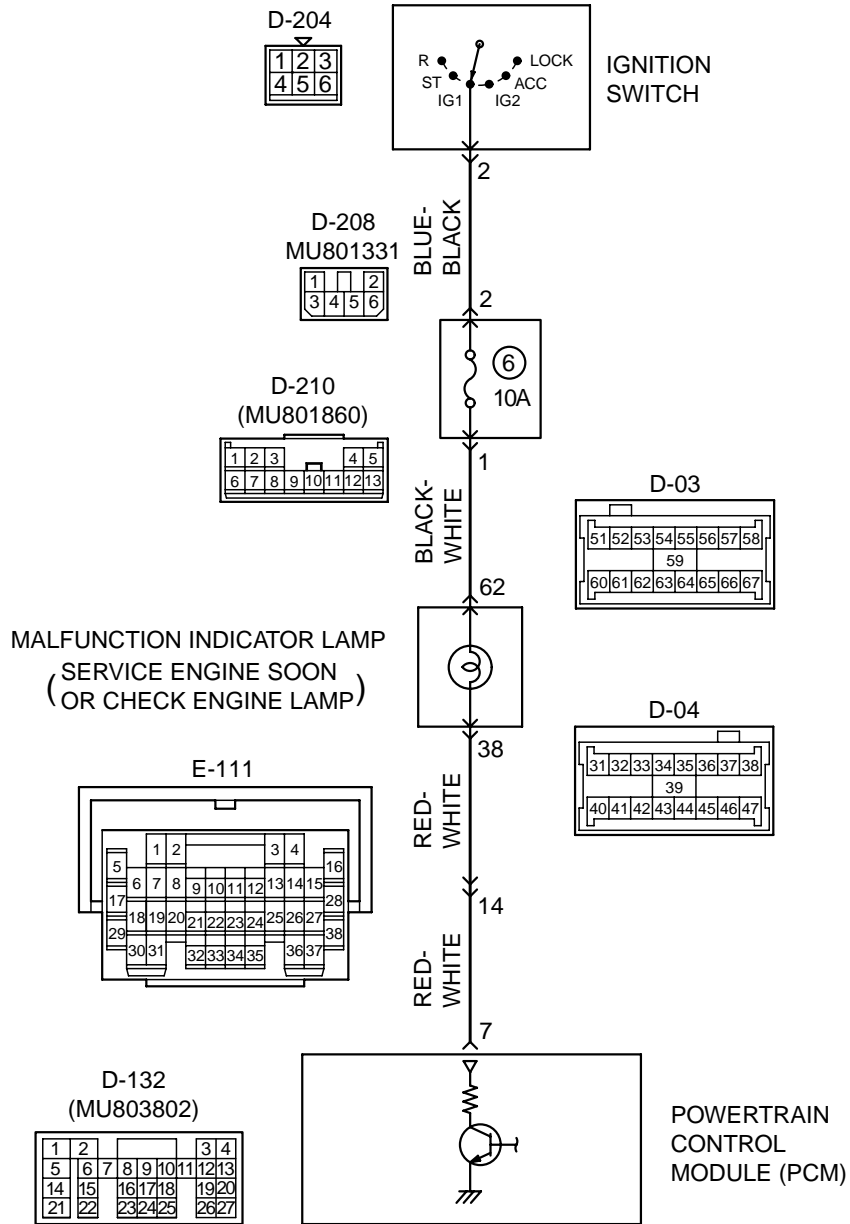 D-204
1 2 3
4 5 6
R
ST
IG1
IG2
ACC
LOCK
IGNITION
SWITCH
2
BLUE-
BLACK
D-208
MU801331
1 2
3 4 5 6
2
6
10A
D-210
(MU801860)
1 2 3 4 5
6 7 8 9 10 11 12 13
1
BLACK-
WHITE
D-03
51 52 53 54 55 56 57 58
59
60 61 62 63 64 65 66 67
62
MALFUNCTION INDICATOR LAMP
(SERVICE ENGINE SOON
OR CHECK ENGINE LAMP)
38
D-04
31 32 33 34 35 36 37 38
39
40 41 42 43 44 45 46 47
RED-
WHITE
E-111
1 2 3 4
5 16
6 7 8 9 10 11 12 13 14 15
17 28
18 19 20 21 22 23 24 25 26 27
29 38
30 31 32 33 34 35 36 37
14
RED-
WHITE
7
D-132
(MU803802)
1 2 3 4
5 6 7 8 9 10 11 12 13
14 15 16 17 18 19 20
21 22 23 24 25 26 27
POWERTRAIN
CONTROL
MODULE (PCM)